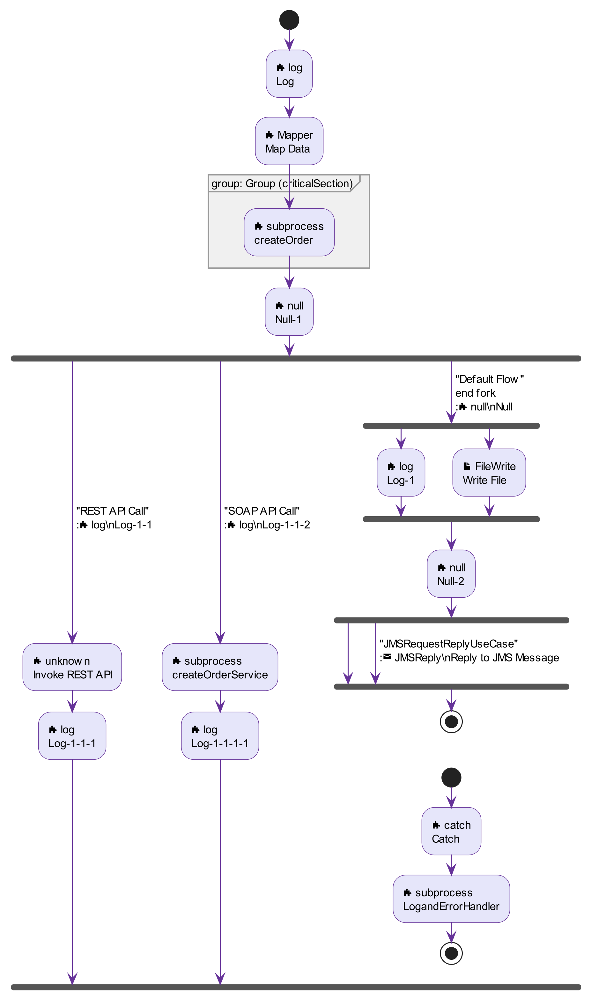 log
Log
Mapper
Map Data
group: Group (criticalSection)
subprocess
createOrder
null
Null-1
"Default Flow"
end fork
: null\nNull
log
Log-1
FileWrite
Write File
"REST API Call"
: log\nLog-1-1
"SOAP API Call"
: log\nLog-1-1-2
null
Null-2
"JMSRequestReplyUseCase"
: JMSReply\nReply to JMS Message
unknown
Invoke REST API
subprocess
createOrderService
log
Log-1-1-1
log
Log-1-1-1-1
catch
Catch
subprocess
LogandErrorHandler